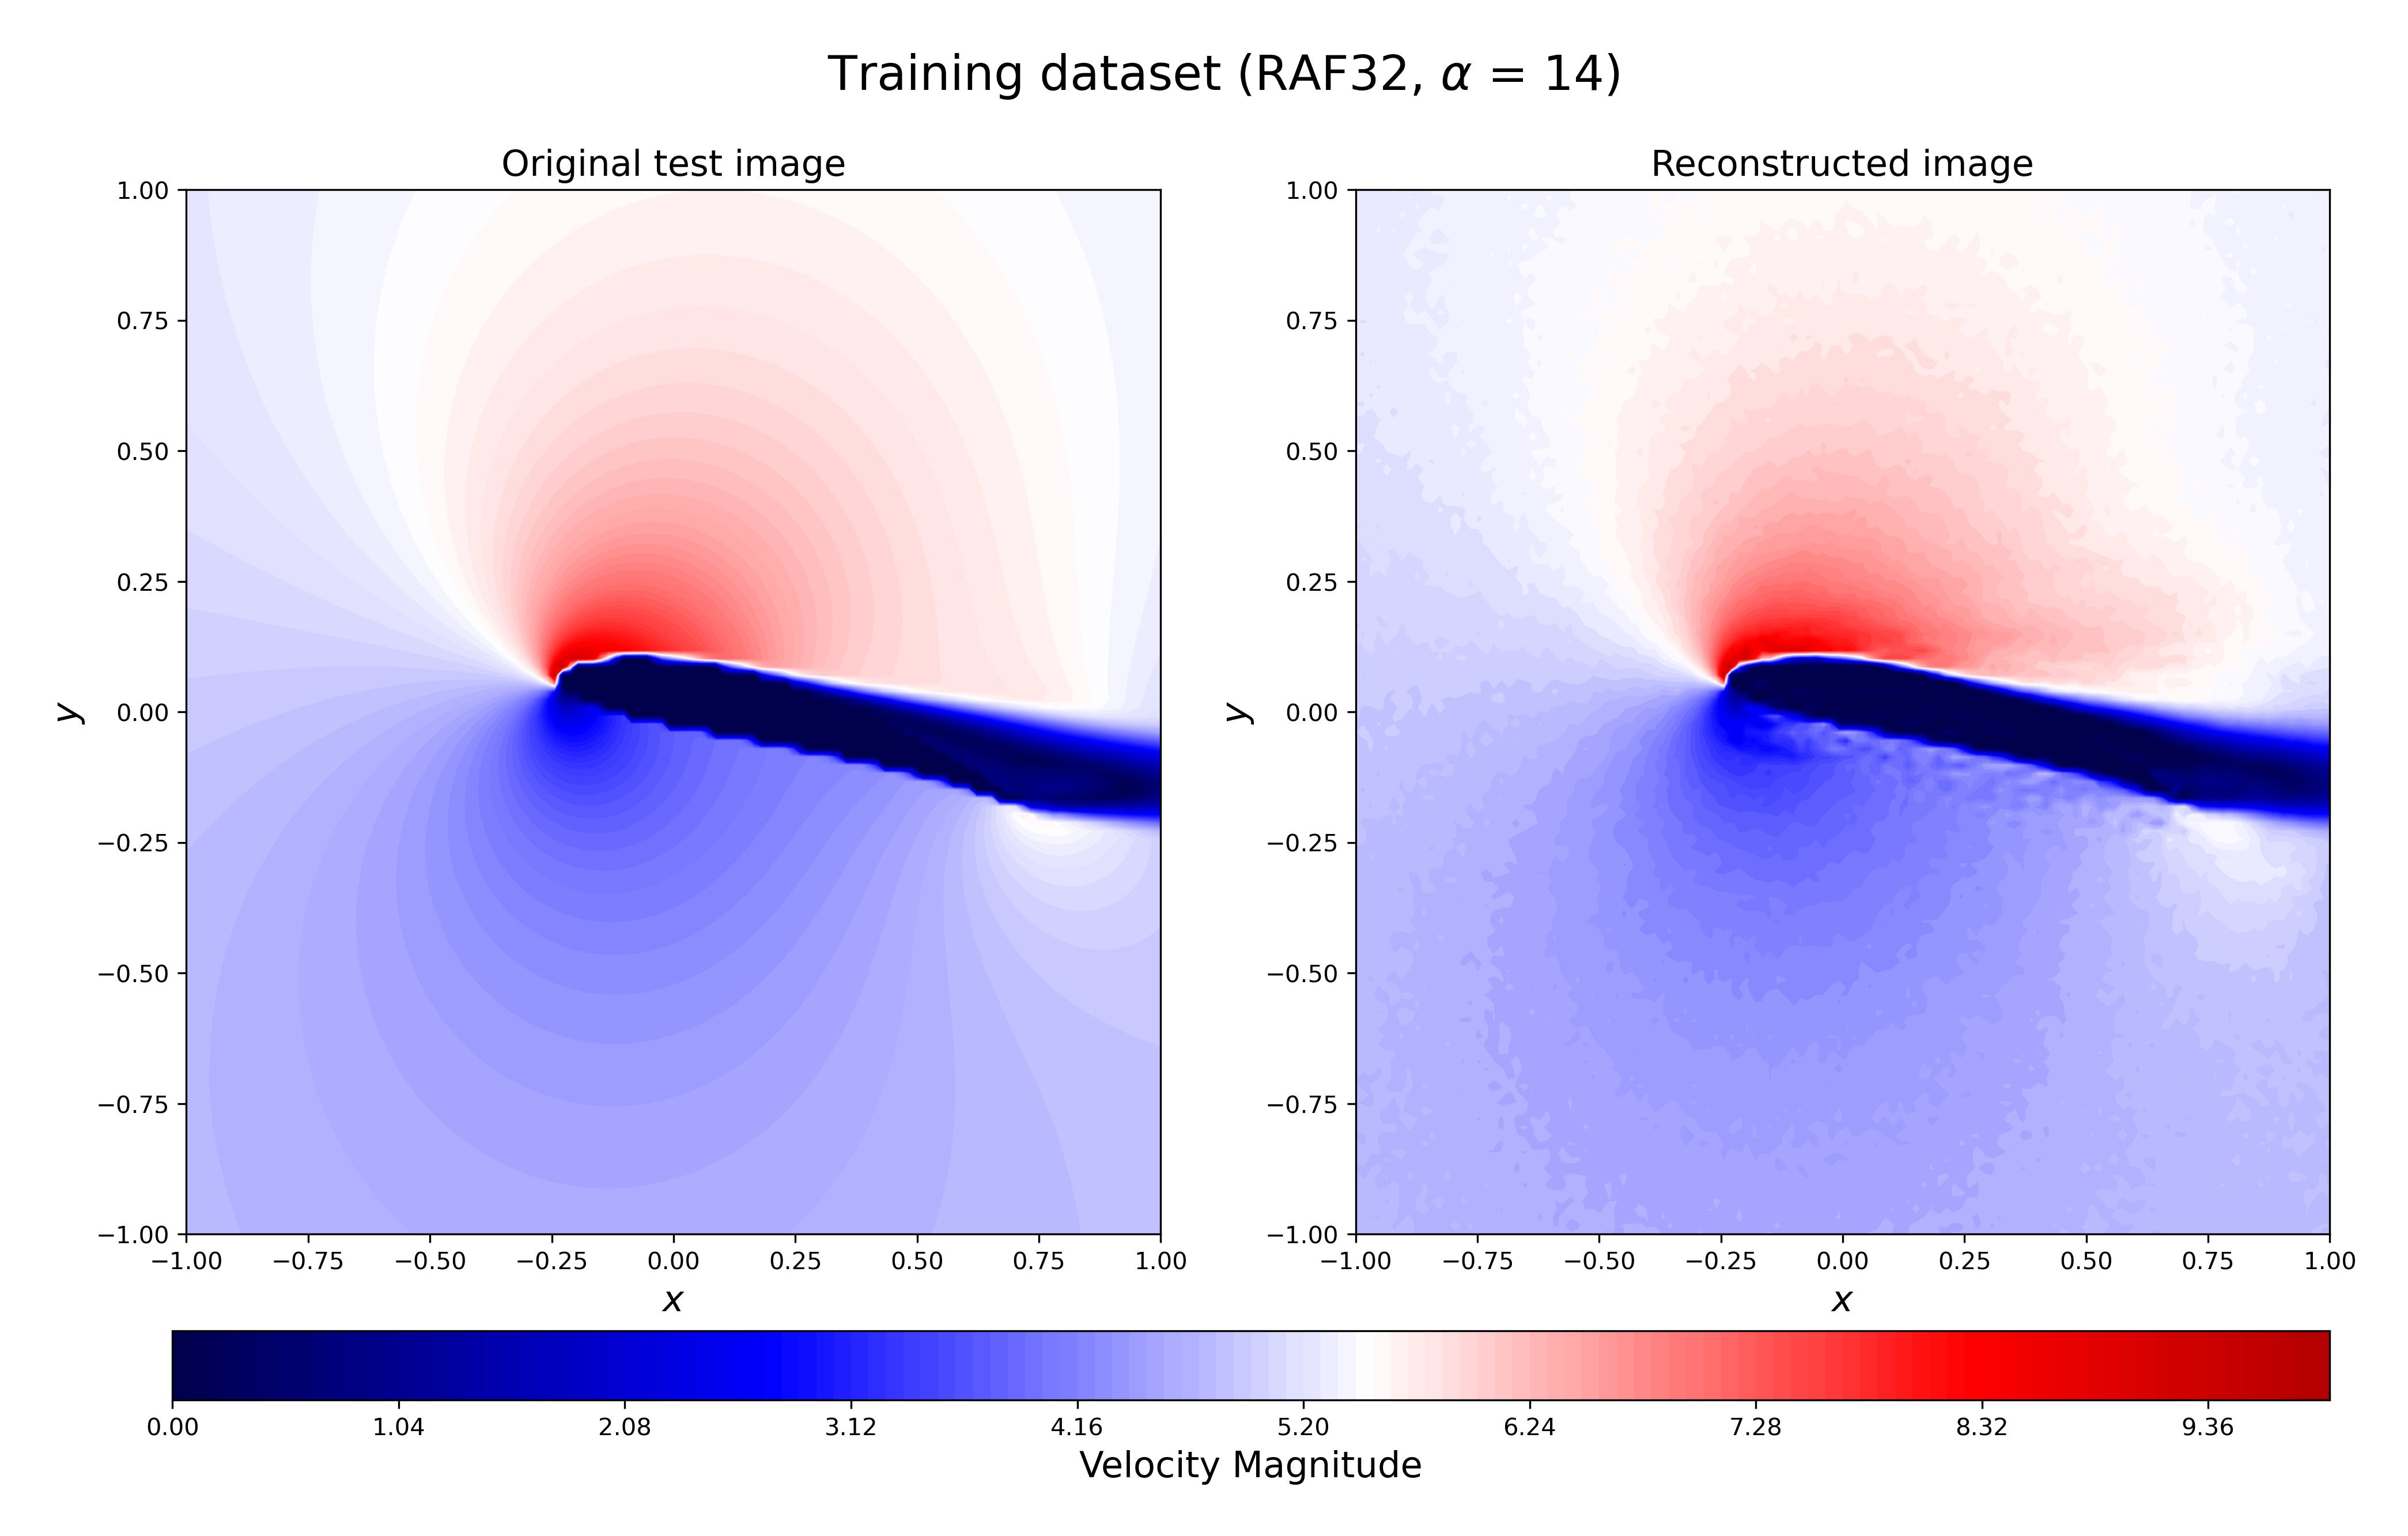 Training dataset (RAF32, α = 14)
Original test image
Reconstructed image
1.00
0.75
0.50
0.25
0.00
−0.25
−0.50
−0.75
−1.00
y
−1.00 −0.75 −0.50 −0.25 0.00 0.25 0.50 0.75 1.00
x
1.00
0.75
0.50
0.25
0.00
−0.25
−0.50
−0.75
−1.00
y
−1.00 −0.75 −0.50 −0.25 0.00 0.25 0.50 0.75 1.00
x
0.00 1.04 2.08 3.12 4.16 5.20 6.24 7.28 8.32 9.36
Velocity Magnitude